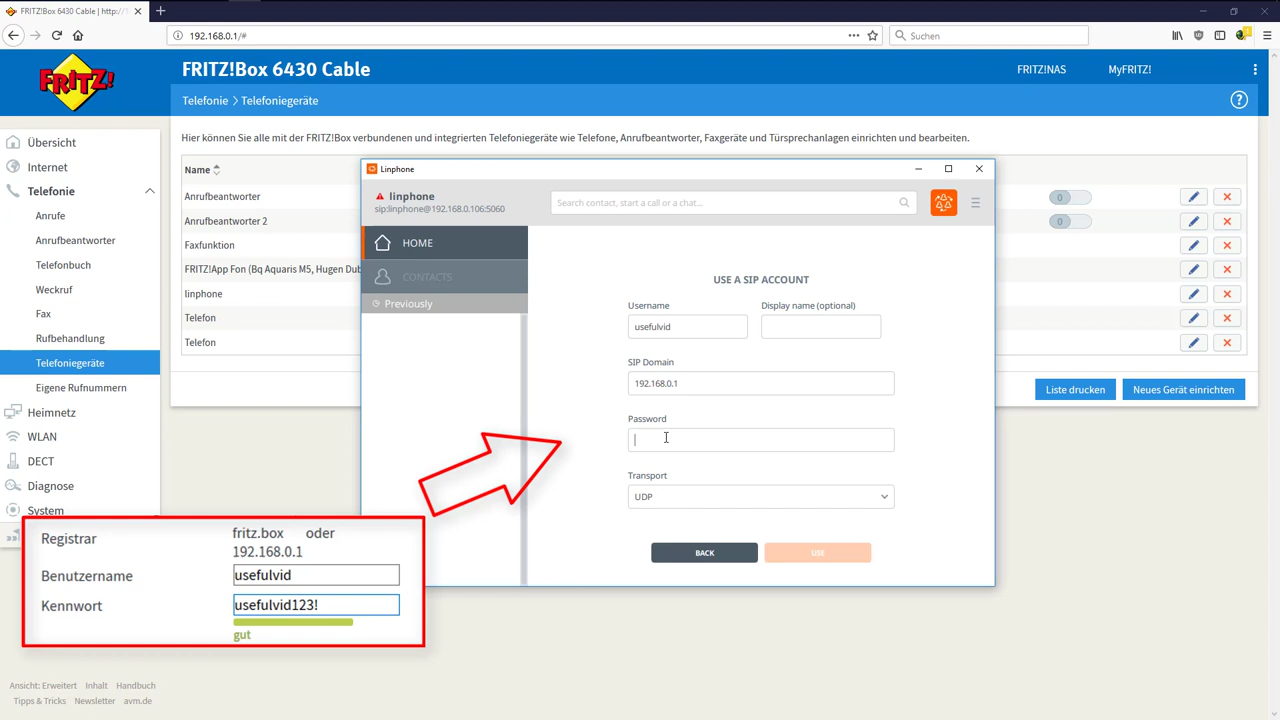 FRITZ!Box 6430 Cable | http://1
192.168.0.1/#
Suchen
FRITZ!
FRITZ!Box 6430 Cable
FRITZ!NAS
MyFRITZ!
Telefonie > Telefoniegeräte
Übersicht
Internet
Telefonie
Anrufe
Anrufbeantworter
Telefonbuch
Weckruf
Fax
Rufbehandlung
Telefoniegeräte
Eigene Rufnummern
Heimnetz
WLAN
DECT
Diagnose
System
Ansicht: Erweitert Inhalt Handbuch
Tipps & Tricks Newsletter avm.de
Hier können Sie alle mit der FRITZ!Box verbundenen und integrierten Telefoniegeräte wie Telefone, Anrufbeantworter, Faxgeräte und Türsprechanlagen einrichten und bearbeiten.
Name
Anrufbeantworter
Anrufbeantworter 2
Faxfunktion
FRITZ!App Fon (Bq Aquaris M5, Hugen Dub
linphone
Telefon
Telefon
Liste drucken
Neues Gerät einrichten
Linphone
linphone
sip:linphone@192.168.0.106:5060
Search contact, start a call or a chat...
HOME
CONTACTS
Previously
USE A SIP ACCOUNT
Username
Display name (optional)
usefulvid
SIP Domain
192.168.0.1
Password
Transport
UDP
BACK
USE
Registrar
fritz.box oder
192.168.0.1
Benutzername
usefulvid
Kennwort
usefulvid123!
gut